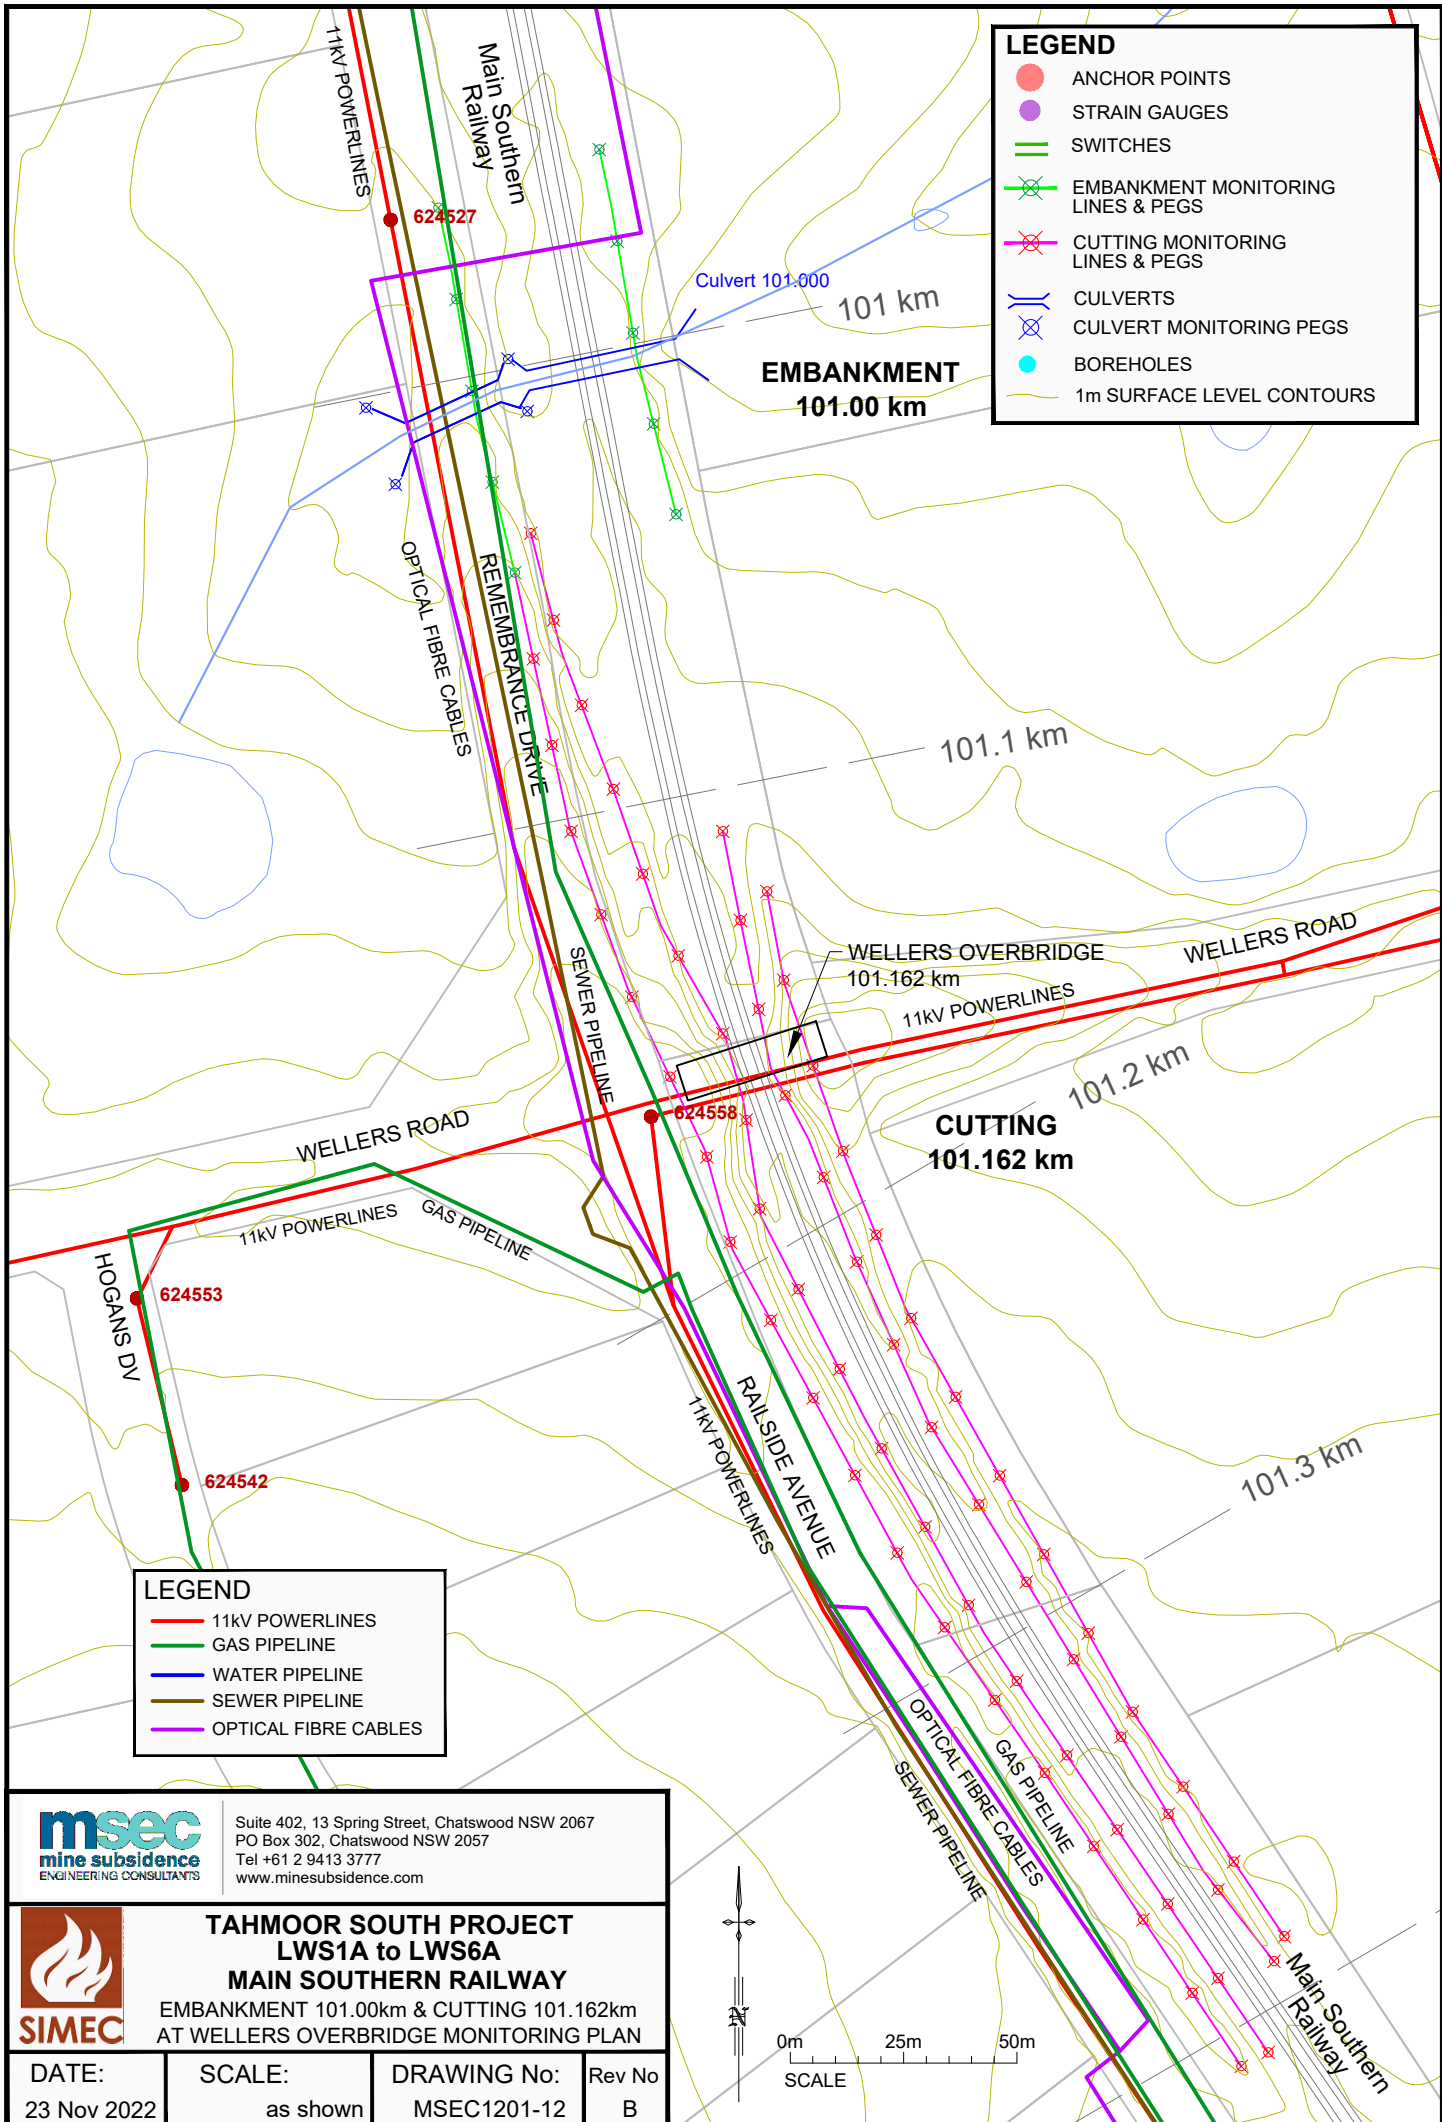 11kV POWERLINES
Main Southern
Railway
624527
LEGEND
ANCHOR POINTS
STRAIN GAUGES
SWITCHES
EMBANKMENT MONITORING
LINES & PEGS
CUTTING MONITORING
LINES & PEGS
CULVERTS
CULVERT MONITORING PEGS
BOREHOLES
1m SURFACE LEVEL CONTOURS
Culvert 101.000
101 km
EMBANKMENT
101.00 km
OPTICAL FIBRE CABLES
REMEMBRANCE DRIVE
101.1 km
SEWER PIPELINE
WELLERS OVERBRIDGE
101.162 km
WELLERS ROAD
11kV POWERLINES
101.2 km
624558
CUTTING
101.162 km
WELLERS ROAD
11kV POWERLINES
GAS PIPELINE
HOGANS DV
624553
624542
11kV POWERLINES
RAILSIDE AVENUE
101.3 km
LEGEND
11kV POWERLINES
GAS PIPELINE
WATER PIPELINE
SEWER PIPELINE
OPTICAL FIBRE CABLES
OPTICAL FIBRE CABLES
GAS PIPELINE
SEWER PIPELINE
Main Southern
Railway
msec
mine subsidence
ENGINEERING CONSULTANTS
Suite 402, 13 Spring Street, Chatswood NSW 2067
PO Box 302, Chatswood NSW 2057
Tel +61 2 9413 3777
www.minesubsidence.com
SIMEC
TAHMOOR SOUTH PROJECT
LWS1A to LWS6A
MAIN SOUTHERN RAILWAY
EMBANKMENT 101.00km & CUTTING 101.162km
AT WELLERS OVERBRIDGE MONITORING PLAN
N
0m 25m 50m
SCALE
DATE:
23 Nov 2022
SCALE:
as shown
DRAWING No:
MSEC1201-12
Rev No
B